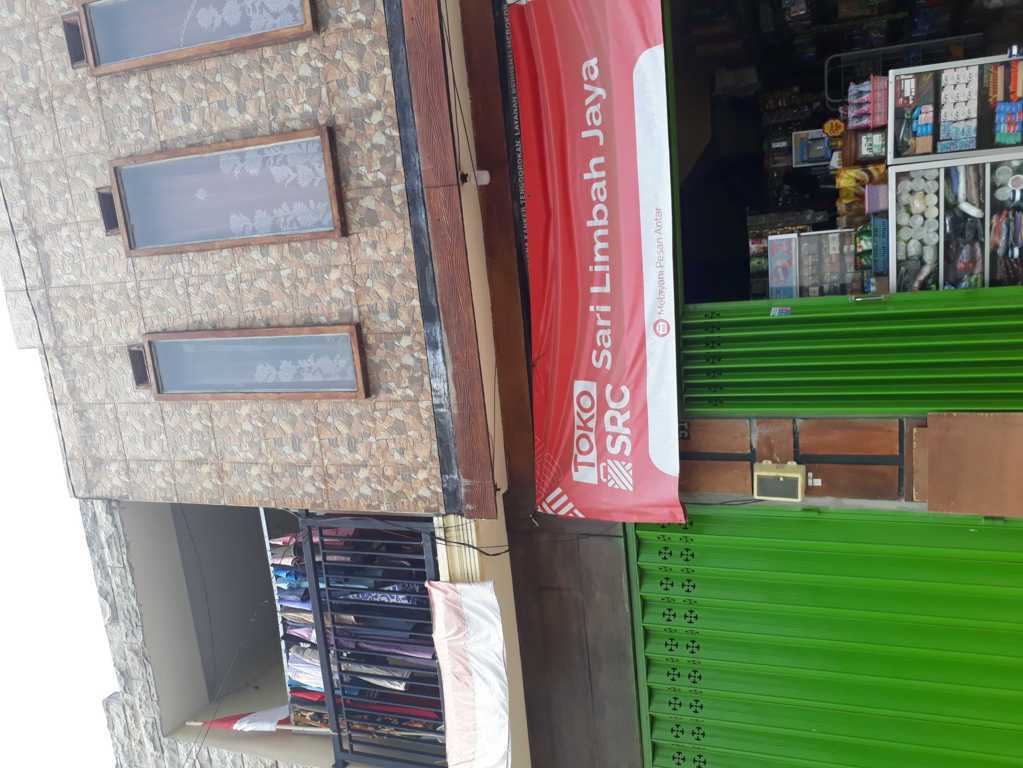 TOKO
SRC Sari Limbah Jaya
Melayani Pesan Antar